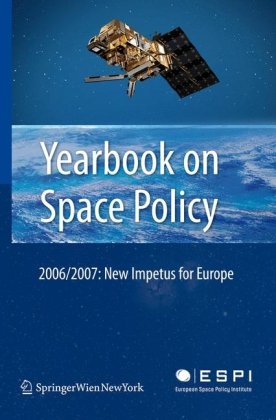 Yearbook on
Space Policy
2006/2007: New Impetus for Europe
SpringerWienNewYork
ESPI
European Space Policy Institute